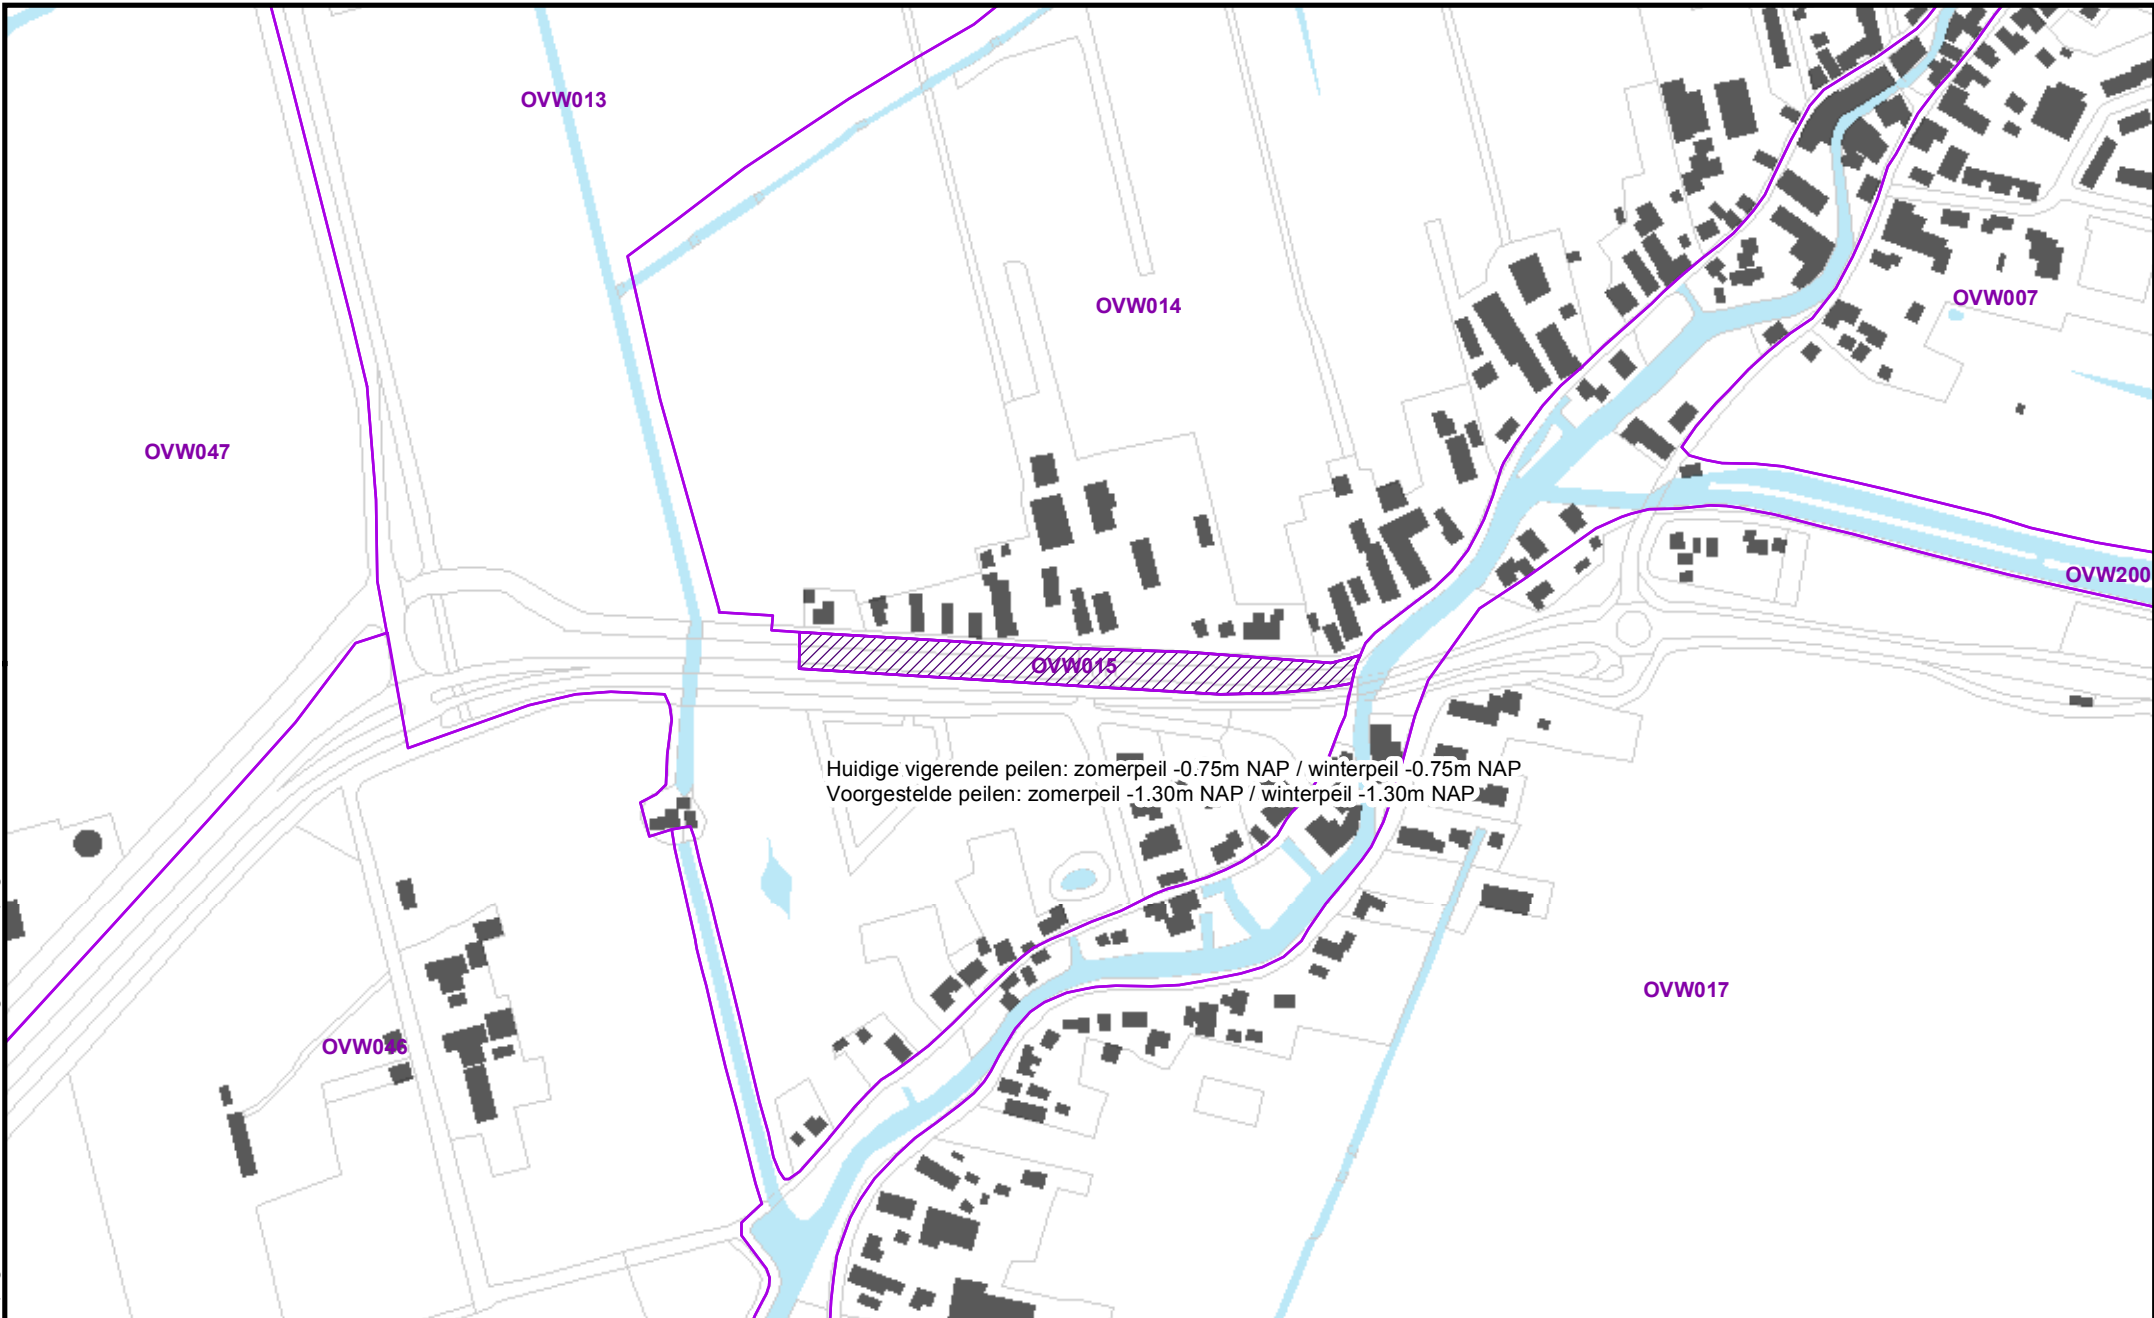 OVW013
OVW014
OVW007
OVW047
OVW200
OVW015
Huidige vigerende peilen: zomerpeil -0.75m NAP / winterpeil -0.75m NAP
Voorgestelde peilen: zomerpeil -1.30m NAP / winterpeil -1.30m NAP
OVW017
OVW046